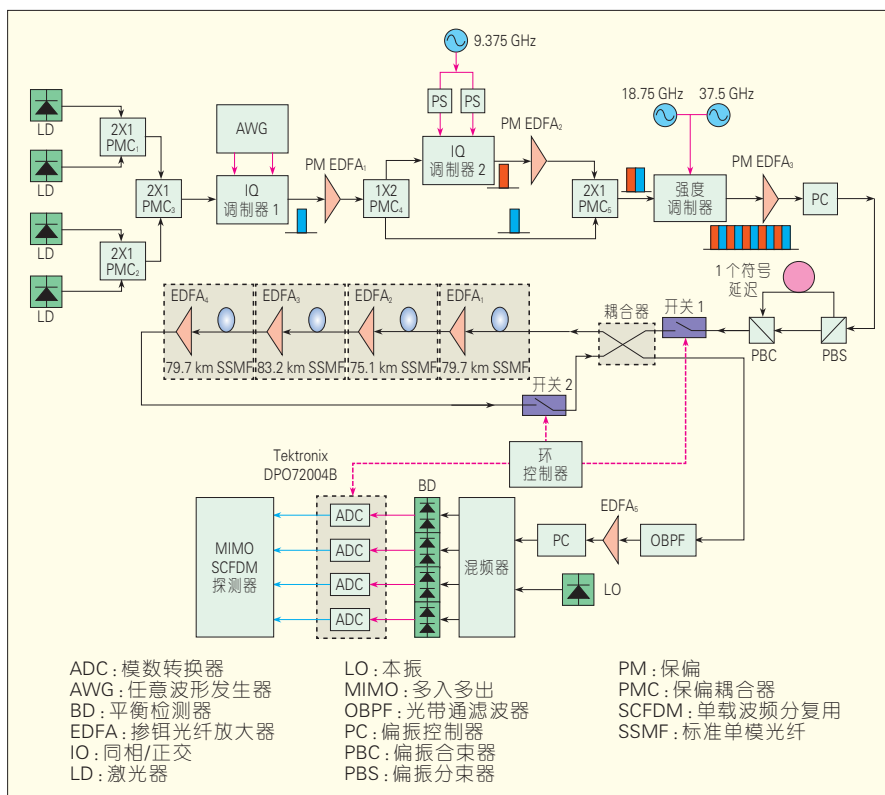 9.375 GHz
PS
PS
18.75 GHz
37.5 GHz
LD
2X1
PMC₁
AWG
PM EDFA₂
IQ
调制器 2
LD
PM EDFA₁
PM EDFA₃
2X1
PMC₃
IQ
调制器 1
1X2
PMC₄
2X1
PMC₅
强度
调制器
PC
LD
2X1
PMC₂
LD
1 个符号
延迟
EDFA₄
EDFA₃
EDFA₂
EDFA₁
耦合器
开关 1
PBC
PBS
79.7 km SSMF
83.2 km SSMF
75.1 km SSMF
79.7 km SSMF
开关 2
Tektronix
DPO72004B
环
控制器
BD
MIMO
SCFDM
探测器
ADC
ADC
ADC
ADC
混频器
PC
EDFA₅
OBPF
LO
ADC：模数转换器
AWG：任意波形发生器
BD：平衡检测器
EDFA：掺铒光纤放大器
IO：同相/正交
LD：激光器
LO：本振
MIMO：多入多出
OBPF：光带通滤波器
PC：偏振控制器
PBC：偏振合束器
PBS：偏振分束器
PM：保偏
PMC：保偏耦合器
SCFDM：单载波频分复用
SSMF：标准单模光纤